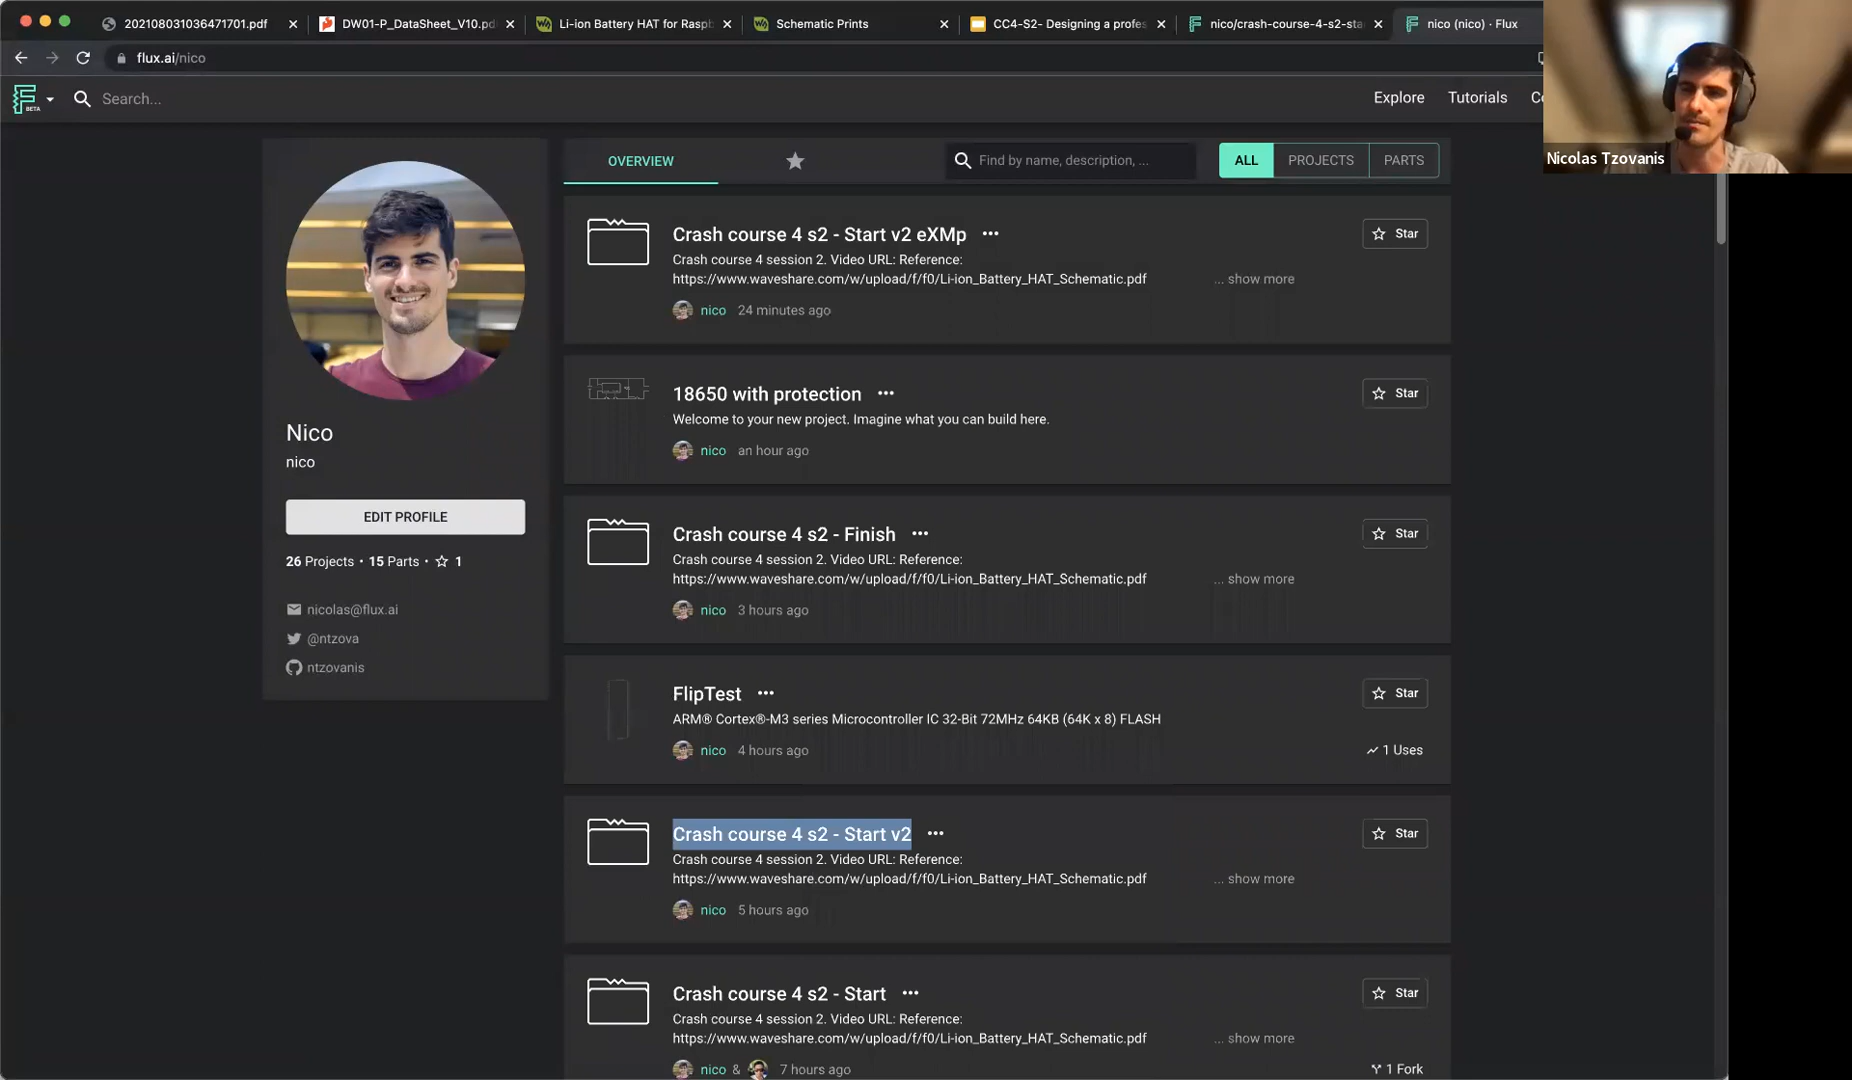 202108031036471701.pdf
DW01-P_DataSheet_V10.pd
Li-ion Battery HAT for Raspb
Schematic Prints
CC4-S2- Designing a profes
nico/crash-course-4-s2-sta
nico (nico) · Flux
flux.ai/nico
BETA
Search...
Explore
Tutorials
Nicolas Tzovanis
OVERVIEW
Find by name, description, ...
ALL
PROJECTS
PARTS
Nico
nico
EDIT PROFILE
26 Projects • 15 Parts • 1
nicolas@flux.ai
@ntzova
ntzovanis
Crash course 4 s2 - Start v2 eXMp ...
Star
Crash course 4 session 2. Video URL: Reference:
https://www.waveshare.com/w/upload/f/f0/Li-ion_Battery_HAT_Schematic.pdf ... show more
nico 24 minutes ago
18650 with protection ...
Star
Welcome to your new project. Imagine what you can build here.
nico an hour ago
Crash course 4 s2 - Finish ...
Star
Crash course 4 session 2. Video URL: Reference:
https://www.waveshare.com/w/upload/f/f0/Li-ion_Battery_HAT_Schematic.pdf ... show more
nico 3 hours ago
FlipTest ...
Star
ARM® Cortex®-M3 series Microcontroller IC 32-Bit 72MHz 64KB (64K x 8) FLASH
nico 4 hours ago
1 Uses
Crash course 4 s2 - Start v2 ...
Star
Crash course 4 session 2. Video URL: Reference:
https://www.waveshare.com/w/upload/f/f0/Li-ion_Battery_HAT_Schematic.pdf ... show more
nico 5 hours ago
Crash course 4 s2 - Start ...
Star
Crash course 4 session 2. Video URL: Reference:
https://www.waveshare.com/w/upload/f/f0/Li-ion_Battery_HAT_Schematic.pdf ... show more
nico & 7 hours ago
1 Fork